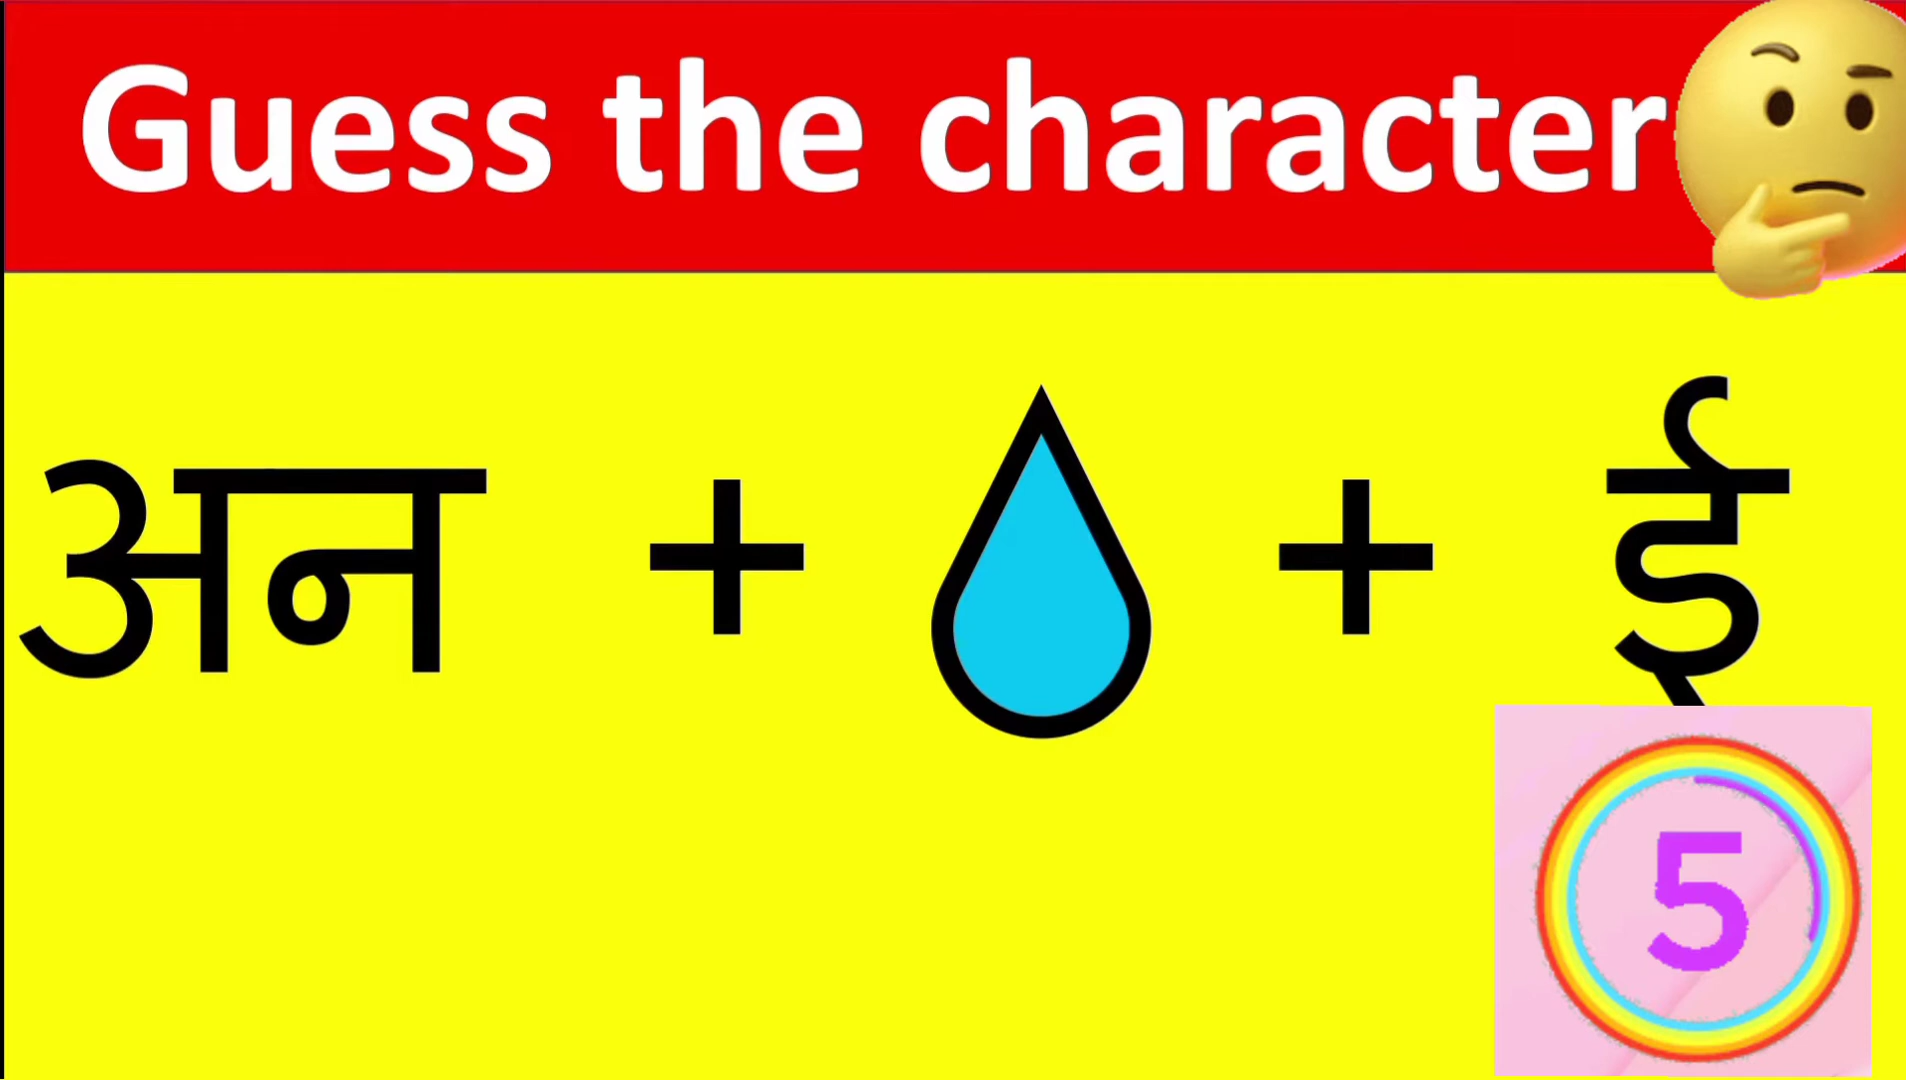 Guess the character
अन + + ई
5